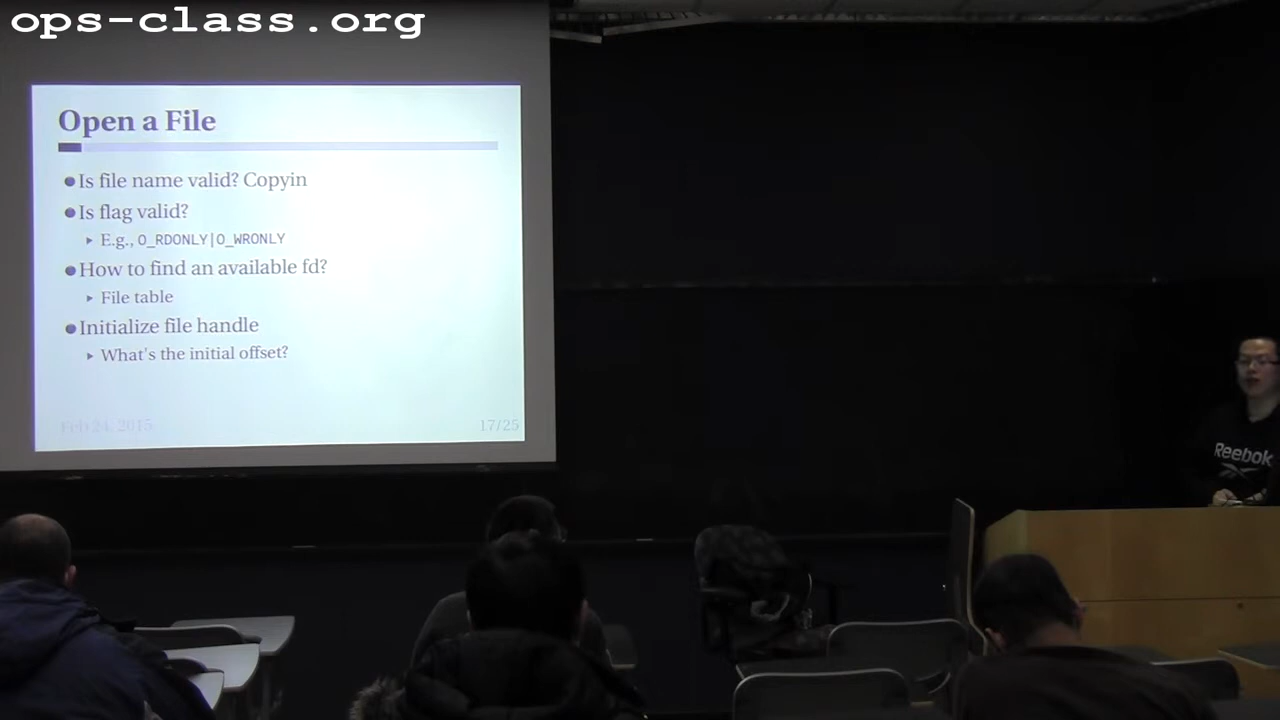 ops-class.org
Open a File
Is file name valid? Copyin
Is flag valid?
E.g., O_RDONLY|O_WRONLY
How to find an available fd?
File table
Initialize file handle
What's the initial offset?
Feb 24, 2015
17/25
Reebok